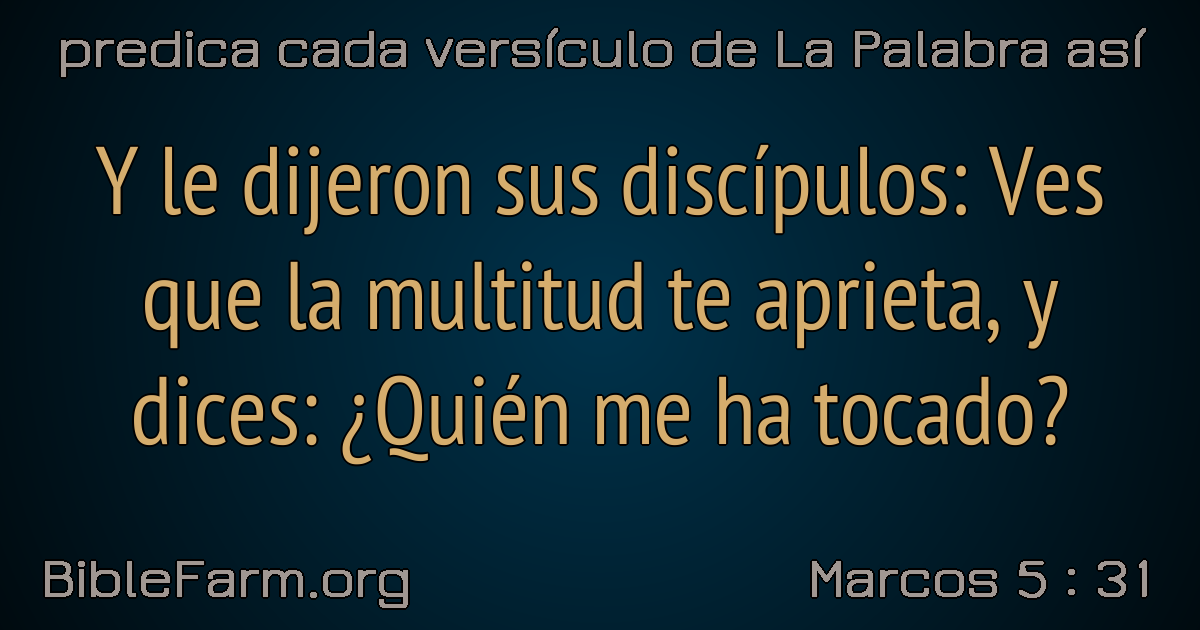 predica cada versículo de La Palabra así
Y le dijeron sus discípulos: Ves
que la multitud te aprieta, y
dices: ¿Quién me ha tocado?
BibleFarm.org
Marcos 5 : 31